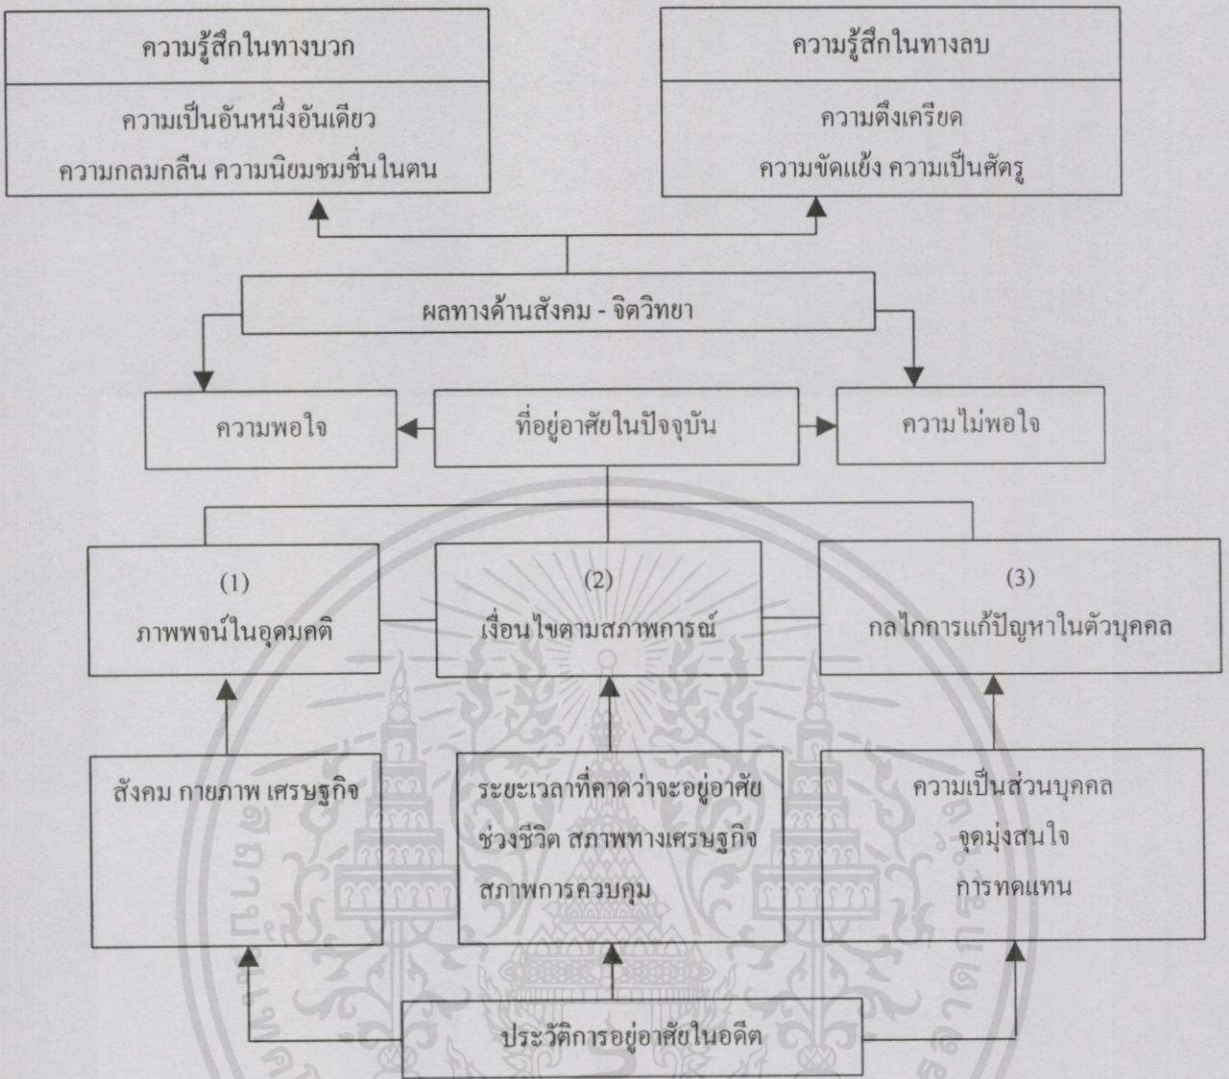 ความรู้สึกในทางบวก
ความเป็นอันหนึ่งอันเดียว
ความกลมกลืน ความนิยมชมชื่นในตน
ความรู้สึกในทางลบ
ความตึงเครียด
ความขัดแย้ง ความเป็นศัตรู
ผลทางด้านสังคม - จิตวิทยา
ความพอใจ
ที่อยู่อาศัยในปัจจุบัน
ความไม่พอใจ
(1)
ภาพพจน์ในอุดมคติ
(2)
เงื่อนไขตามสภาพการณ์
(3)
กลไกการแก้ปัญหาในตัวบุคคล
สังคม กายภาพ เศรษฐกิจ
ระยะเวลาที่คาดว่าจะอยู่อาศัย
ช่วงชีวิต สภาพทางเศรษฐกิจ
สภาพการควบคุม
ความเป็นส่วนบุคคล
จุดมุ่งสนใจ
การทดแทน
ประวัติการอยู่อาศัยในอดีต